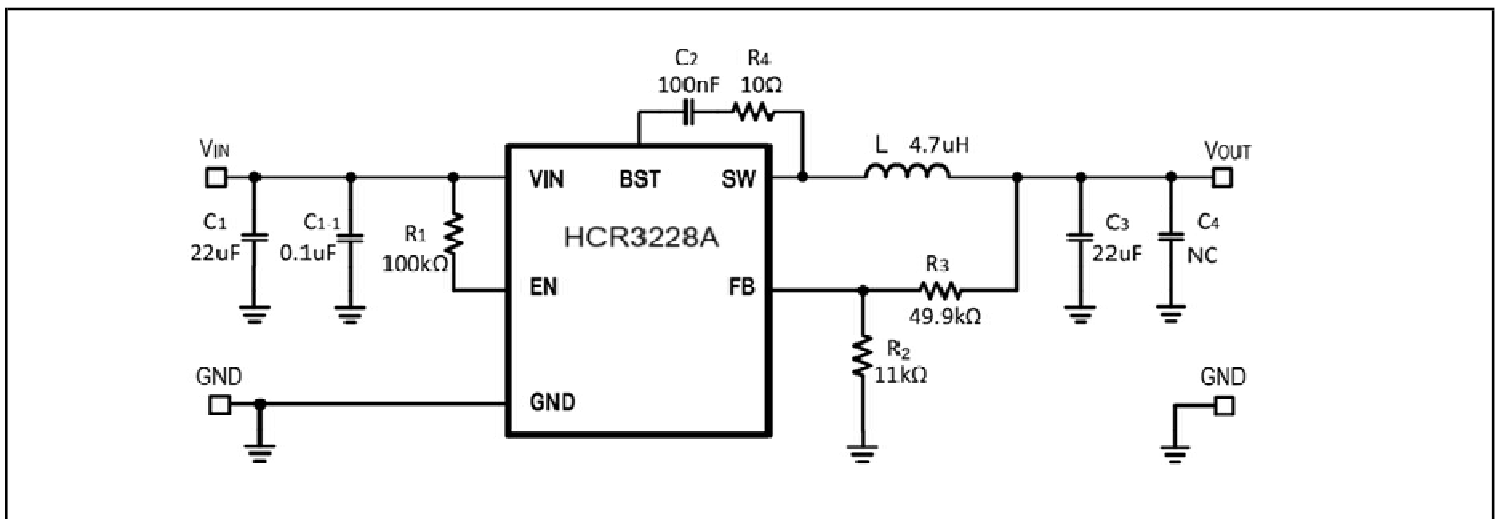 C2
100nF
R4
10Ω
VIN
VOUT
L 4.7uH
VIN
BST
SW
HCR3228A
C1
22uF
C1-1
0.1uF
R1
100kΩ
C3
22uF
C4
NC
EN
FB
R3
49.9kΩ
R2
11kΩ
GND
GND
GND